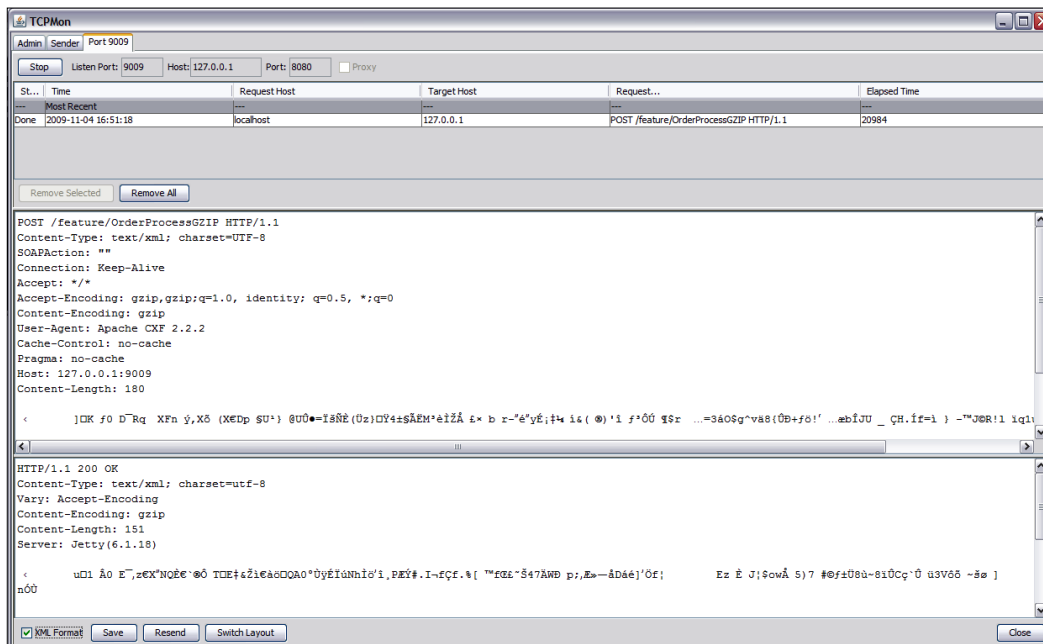 TCPMon
Admin Sender Port 9009
Stop Listen Port: 9009 Host: 127.0.0.1 Port: 8080 Proxy
St... Time Request Host Target Host Request... Elapsed Time
--- Most Recent --- --- --- ---
Done 2009-11-04 16:51:18 localhost 127.0.0.1 POST /feature/OrderProcessGZIP HTTP/1.1 20984
Remove Selected Remove All
POST /feature/OrderProcessGZIP HTTP/1.1
Content-Type: text/xml; charset=UTF-8
SOAPAction: ""
Connection: Keep-Alive
Accept: */*
Accept-Encoding: gzip,gzip;q=1.0, identity; q=0.5, *;q=0
Content-Encoding: gzip
User-Agent: Apache CXF 2.2.2
Cache-Control: no-cache
Pragma: no-cache
Host: 127.0.0.1:9009
Content-Length: 180
HTTP/1.1 200 OK
Content-Type: text/xml; charset=utf-8
Vary: Accept-Encoding
Content-Encoding: gzip
Content-Length: 151
Server: Jetty(6.1.18)
nÓÙ
XML Format Save Resend Switch Layout Close